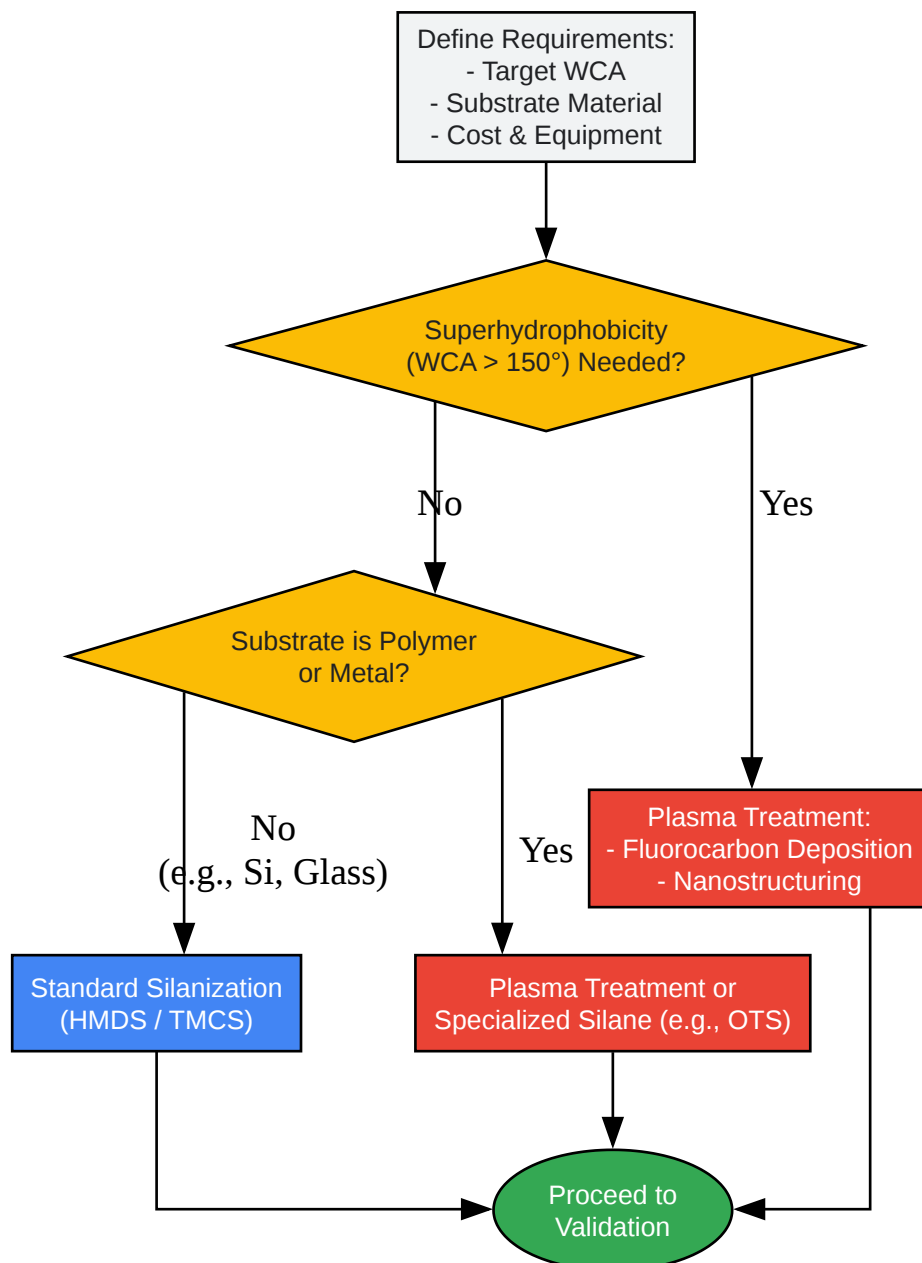 Define Requirements:
- Target WCA
- Substrate Material
- Cost & Equipment
Superhydrophobicity
(WCA > 150°) Needed?
No
Yes
Substrate is Polymer
or Metal?
No
(e.g., Si, Glass)
Yes
Plasma Treatment:
- Fluorocarbon Deposition
- Nanostructuring
Standard Silanization
(HMDS / TMCS)
Plasma Treatment or
Specialized Silane (e.g., OTS)
Proceed to
Validation